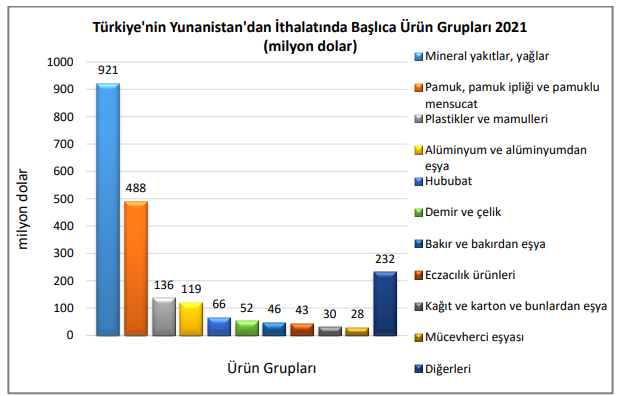 Türkiye'nin Yunanistan'dan İthalatında Başlıca Ürün Grupları 2021
(milyon dolar)
milyon dolar
1000
900
800
700
600
500
400
300
200
100
0
921
488
136
119
66
52
46
43
30
28
232
Ürün Grupları
Mineral yakıtlar, yağlar
Pamuk, pamuk ipliği ve pamuklu
mensucat
Plastikler ve mamulleri
Alüminyum ve alüminyumdan
eşya
Hububat
Demir ve çelik
Bakır ve bakırdan eşya
Eczacılık ürünleri
Kağıt ve karton ve bunlardan eşya
Mücevherci eşyası
Diğerleri